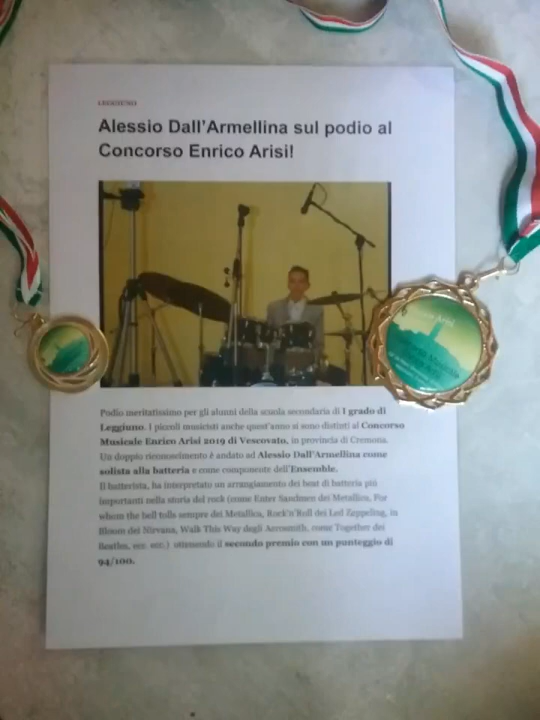 LEGGIUNO
Alessio Dall'Armellina sul podio al
Concorso Enrico Arisi!
Arisi
Podio meritatissimo per gli alunni della scuola secondaria di I grado di
Leggiuno. I piccoli musicisti anche quest'anno si sono distinti al Concorso
Musicale Enrico Arisi 2019 di Vescovato, in provincia di Cremona.
Un doppio riconoscimento è andato ad Alessio Dall'Armellina come
solista alla batteria e come componente dell'Ensemble.
Il batterista, ha interpretato un arrangiamento dei beat di batteria più
importanti nella storia del rock (come Enter Sandmen dei Metallica, For
whom the bell tolls sempre dei Metallica, Rock'n'Roll dei Led Zeppeling, in
Bloom dei Nirvana, Walk This Way degli Aerosmith, come Together dei
Beatles, ecc. ecc.) ottenendo il secondo premio con un punteggio di
94/100.